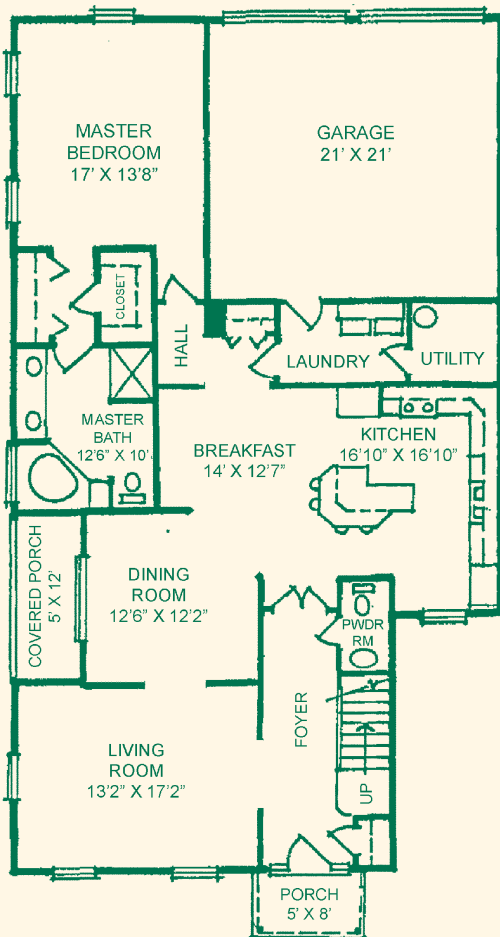 MASTER
BEDROOM
17' X 13'8"
GARAGE
21' X 21'
CLOSET
HALL
LAUNDRY
UTILITY
MASTER
BATH
12'6" X 10'
BREAKFAST
14' X 12'7"
KITCHEN
16'10" X 16'10"
COVERED PORCH
5' X 12'
DINING
ROOM
12'6" X 12'2"
PWDR
RM
FOYER
LIVING
ROOM
13'2" X 17'2"
UP
PORCH
5' X 8'